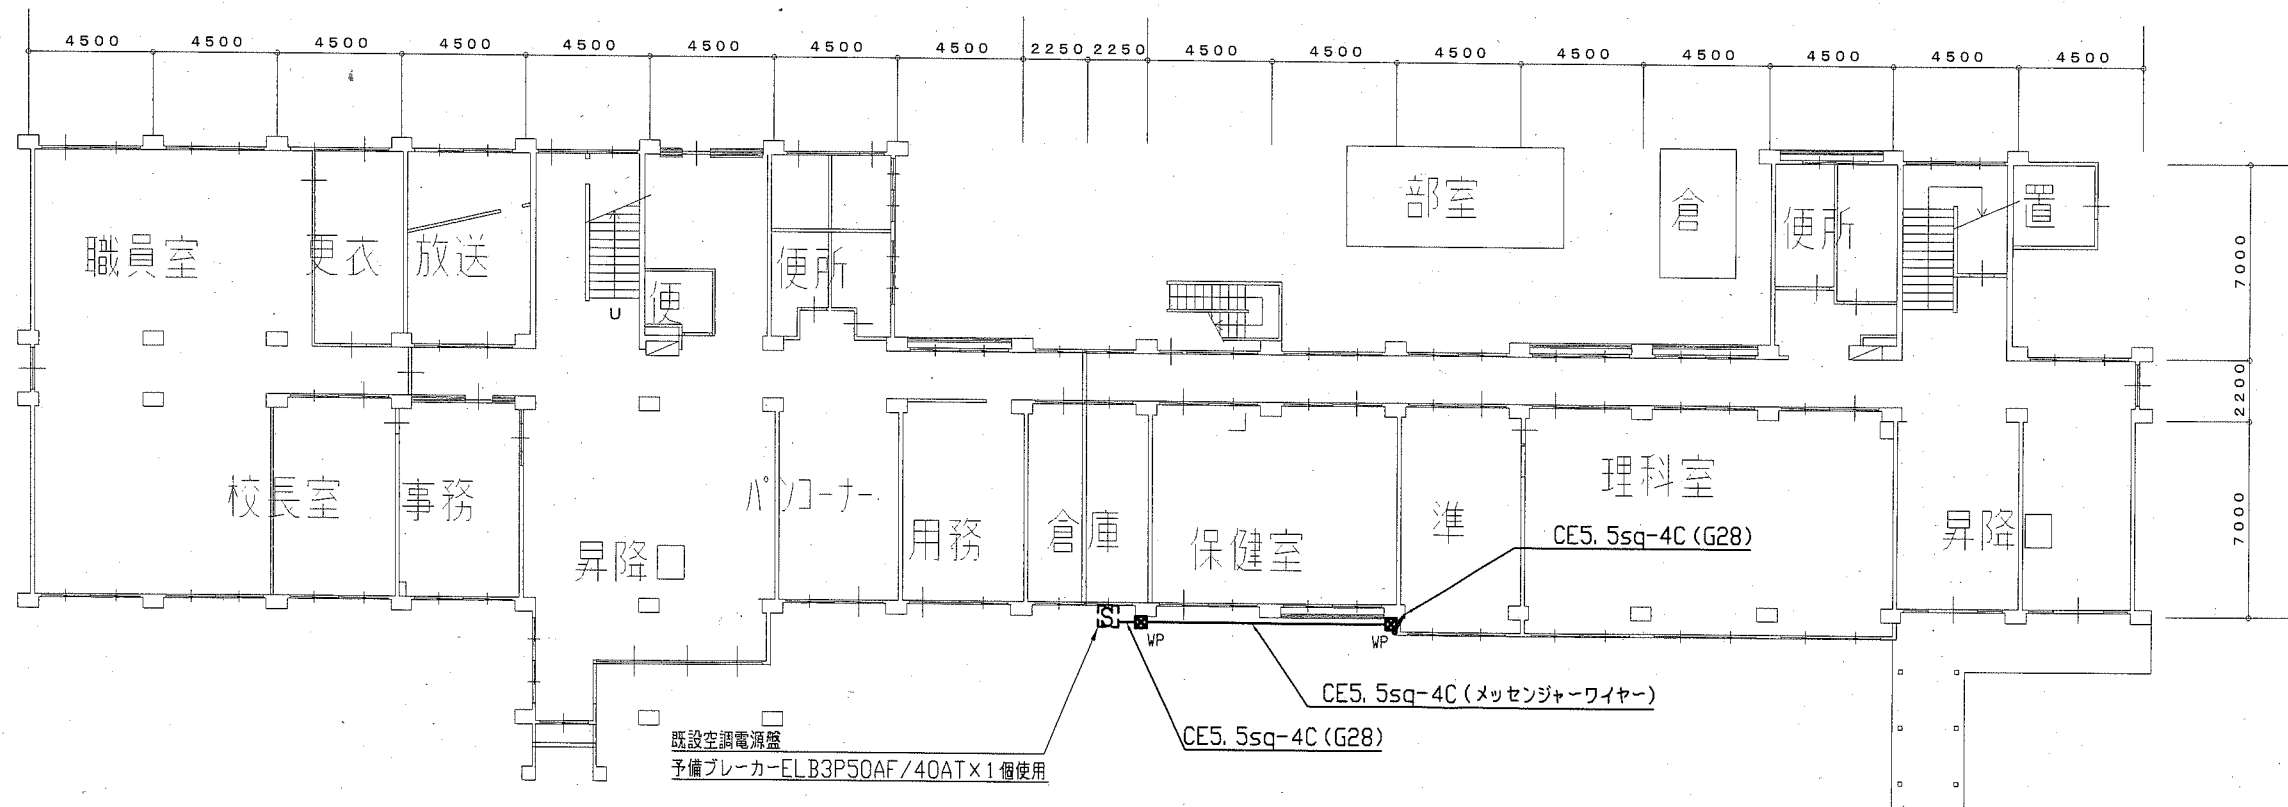 4500 4500 4500 4500 4500 4500 4500 4500 2250 2250 4500 4500 4500 4500 4500 4500 4500
部室
倉
置
便所
職員室
更衣
放送
便所
便
U
7000
2200
7000
校長室
事務
パソコーナー
理科室
用務
倉庫
保健室
準
昇降口
昇降口
CE5.5sq-4C(G28)
S
WP
WP
CE5.5sq-4C(メッセンジャーワイヤー)
CE5.5sq-4C(G28)
既設空調電源盤
予備ブレーカーELB3P50AF/40AT×1個使用